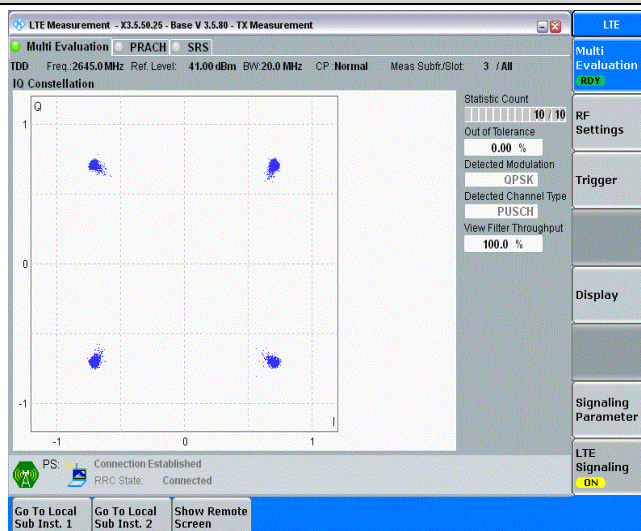 LTE Measurement - X3.5.50.25 - Base V 3.5.80 - TX Measurement
LTE
Multi Evaluation PRACH SRS
Multi
Evaluation
RDY
TDD Freq.:2645.0 MHz Ref. Level: 41.00 dBm BW:20.0 MHz CP :Normal Meas Subfr./Slot: 3 / All
IQ Constellation
Q
1
0
-1
I
-1 0 1
Statistic Count
10 / 10
Out of Tolerance
0.00 %
Detected Modulation
QPSK
Detected Channel Type
PUSCH
View Filter Throughput
100.0 %
RF
Settings
Trigger
Display
Signaling
Parameter
LTE
Signaling
ON
PS: Connection Established
RRC State: Connected
Go To Local
Sub Inst. 1
Go To Local
Sub Inst. 2
Show Remote
Screen